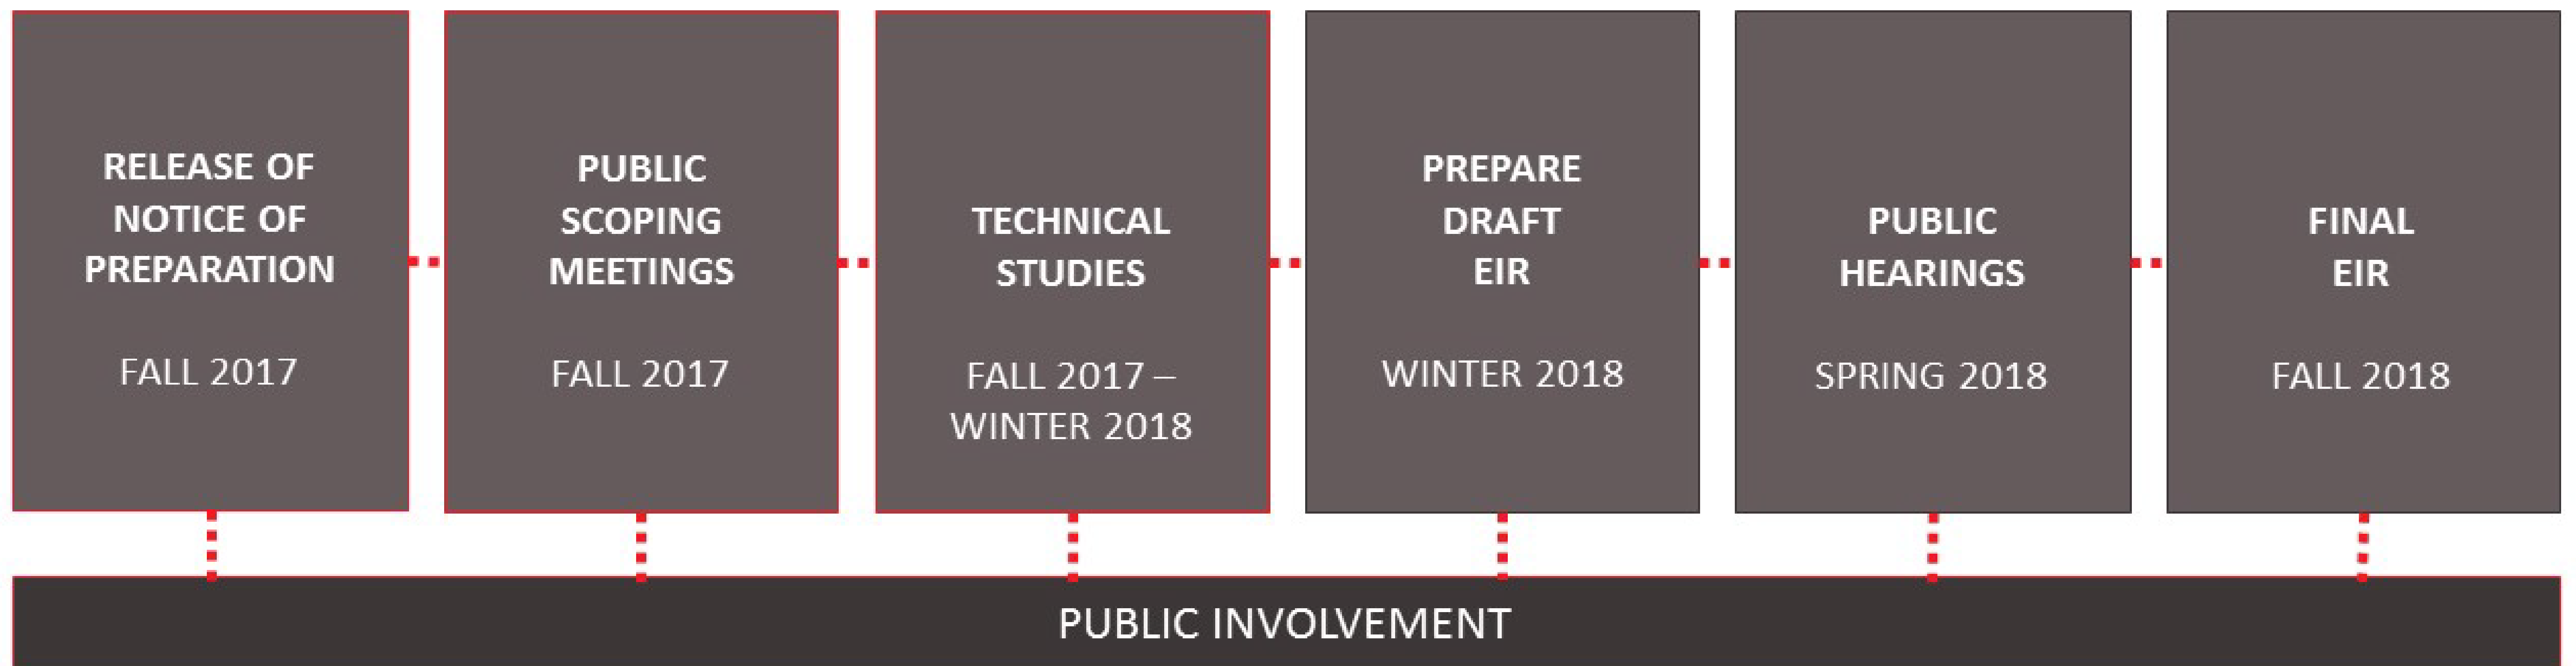 RELEASE OF
NOTICE OF
PREPARATION
FALL 2017
PUBLIC
SCOPING
MEETINGS
FALL 2017
TECHNICAL
STUDIES
FALL 2017 –
WINTER 2018
PREPARE
DRAFT
EIR
WINTER 2018
PUBLIC
HEARINGS
SPRING 2018
FINAL
EIR
FALL 2018
PUBLIC INVOLVEMENT